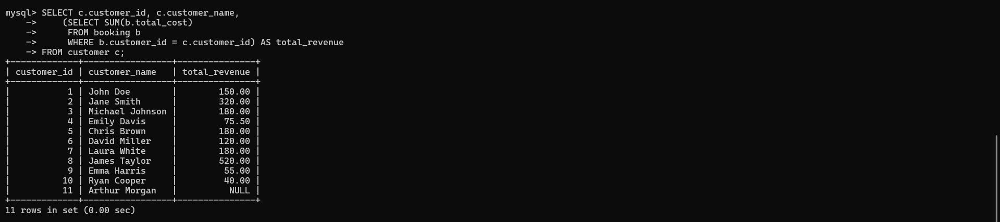 mysql> SELECT c.customer_id, c.customer_name,
    ->     (SELECT SUM(b.total_cost)
    ->      FROM booking b
    ->      WHERE b.customer_id = c.customer_id) AS total_revenue
    -> FROM customer c;
+-------------+-----------------+---------------+
| customer_id | customer_name   | total_revenue |
+-------------+-----------------+---------------+
|           1 | John Doe        |        150.00 |
|           2 | Jane Smith      |        320.00 |
|           3 | Michael Johnson |        180.00 |
|           4 | Emily Davis     |         75.50 |
|           5 | Chris Brown     |        180.00 |
|           6 | David Miller    |        120.00 |
|           7 | Laura White     |        180.00 |
|           8 | James Taylor    |        520.00 |
|           9 | Emma Harris     |         55.00 |
|          10 | Ryan Cooper     |         40.00 |
|          11 | Arthur Morgan   |          NULL |
+-------------+-----------------+---------------+
11 rows in set (0.00 sec)